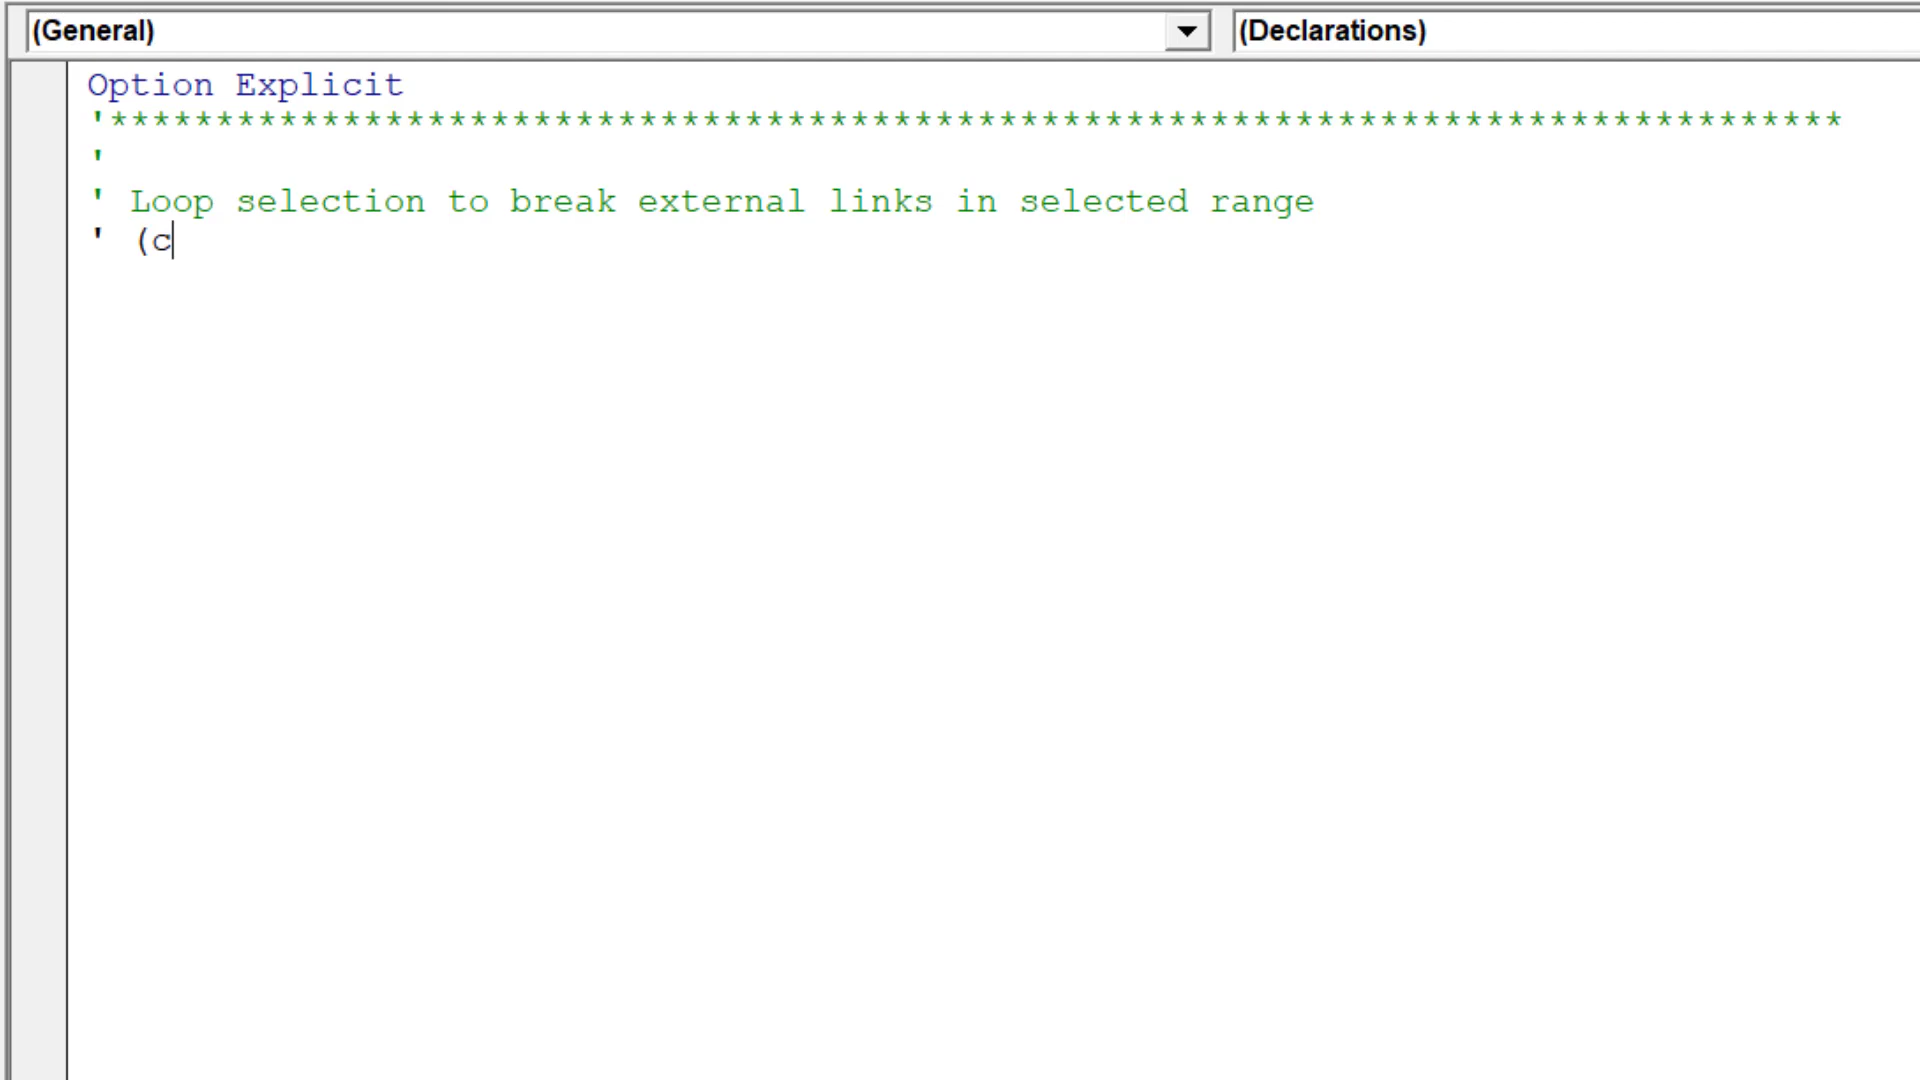 (General)
(Declarations)
Option Explicit
'**********************************************************************************
'
' Loop selection to break external links in selected range
' (c